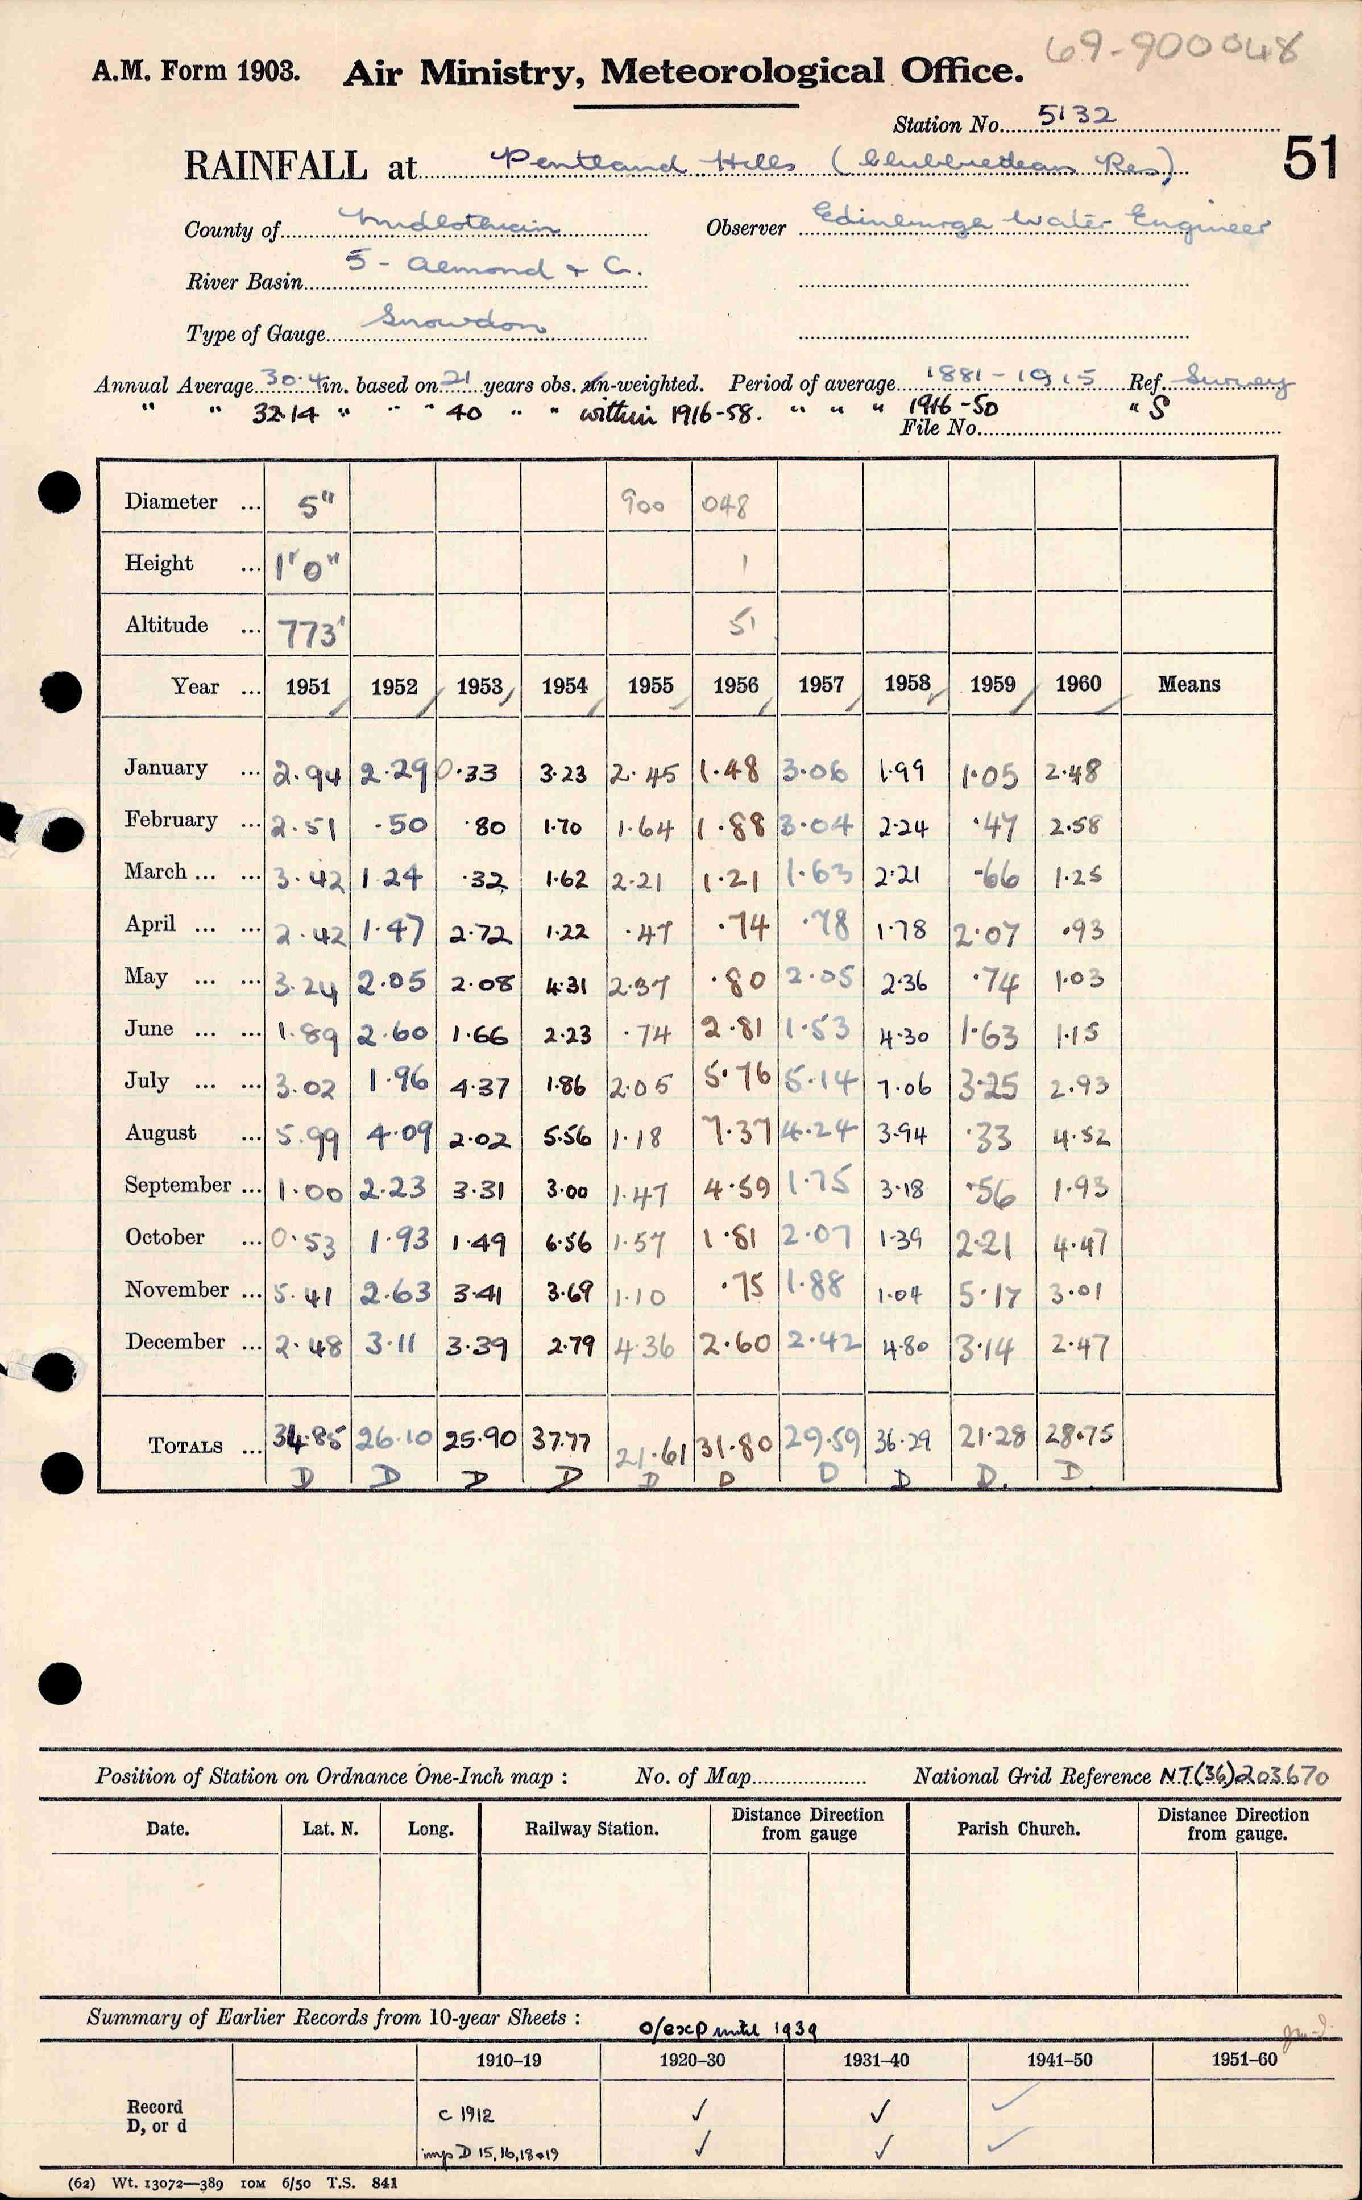 69-900048
A.M. Form 1903. Air Ministry, Meteorological Office.
Station No. 5132
RAINFALL at Pentland Hills (Clubbiedean Res) 51
County of Midlothian Observer Edinburgh Water Engineer
River Basin 5 - Almond & C.
Type of Gauge Snowdon
Annual Average 30.4 in. based on 21 years obs. un-weighted. Period of average 1881-1915 Ref. Survey
" " 32.14 " " " 40 " " within 1916-58. " " " 1916-50 " S
File No.
Diameter ... 5" 900 048
Height ... 1'0" 1
Altitude ... 773' 51
Year ... 1951 1952 1953 1954 1955 1956 1957 1958 1959 1960 Means
January ... 2.94 2.29 0.33 3.23 2.45 1.48 3.06 1.99 1.05 2.48
February ... 2.51 .50 .80 1.70 1.64 1.88 3.04 2.24 .47 2.58
March ... ... 3.42 1.24 .32 1.62 2.21 1.21 1.63 2.21 .66 1.25
April ... ... 2.42 1.47 2.72 1.22 .47 .74 .78 1.78 2.07 .93
May ... ... 3.24 2.05 2.08 4.31 2.37 .80 2.05 2.36 .74 1.03
June ... ... 1.89 2.60 1.66 2.23 .74 2.81 1.53 4.30 1.63 1.15
July ... ... 3.02 1.96 4.37 1.86 2.05 5.76 5.14 7.06 3.25 2.93
August ... 5.99 4.09 2.02 5.56 1.18 7.37 4.24 3.94 .33 4.52
September ... 1.00 2.23 3.31 3.00 1.47 4.59 1.75 3.18 .56 1.93
October ... 0.53 1.93 1.49 6.56 1.57 1.81 2.07 1.39 2.21 4.47
November ... 5.41 2.63 3.41 3.69 1.10 .75 1.88 1.04 5.17 3.01
December ... 2.48 3.11 3.39 2.79 4.36 2.60 2.42 4.80 3.14 2.47
TOTALS ... 34.85 26.10 25.90 37.77 21.61 31.80 29.59 36.29 21.28 28.75
D D D D D D D D D. D.
Position of Station on Ordnance One-Inch map : No. of Map National Grid Reference NT(36)203670
Date. Lat. N. Long. Railway Station. Distance Direction from gauge Parish Church. Distance Direction from gauge.
Summary of Earlier Records from 10-year Sheets : o/exp until 1939
1910–19 1920–30 1931–40 1941–50 1951–60
Record D, or d c 1912 ✓ ✓ ✓
imp D 15,16,18+19 ✓ ✓ ✓
(62) Wt. 13072—389 10M 6/50 T.S. 841